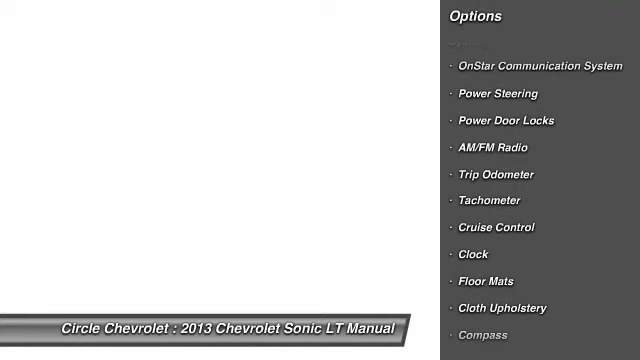 Options
· OnStar Communication System
· Power Steering
· Power Door Locks
· AM/FM Radio
· Trip Odometer
· Tachometer
· Cruise Control
· Clock
· Floor Mats
· Cloth Upholstery
· Compass
Circle Chevrolet : 2013 Chevrolet Sonic LT Manual